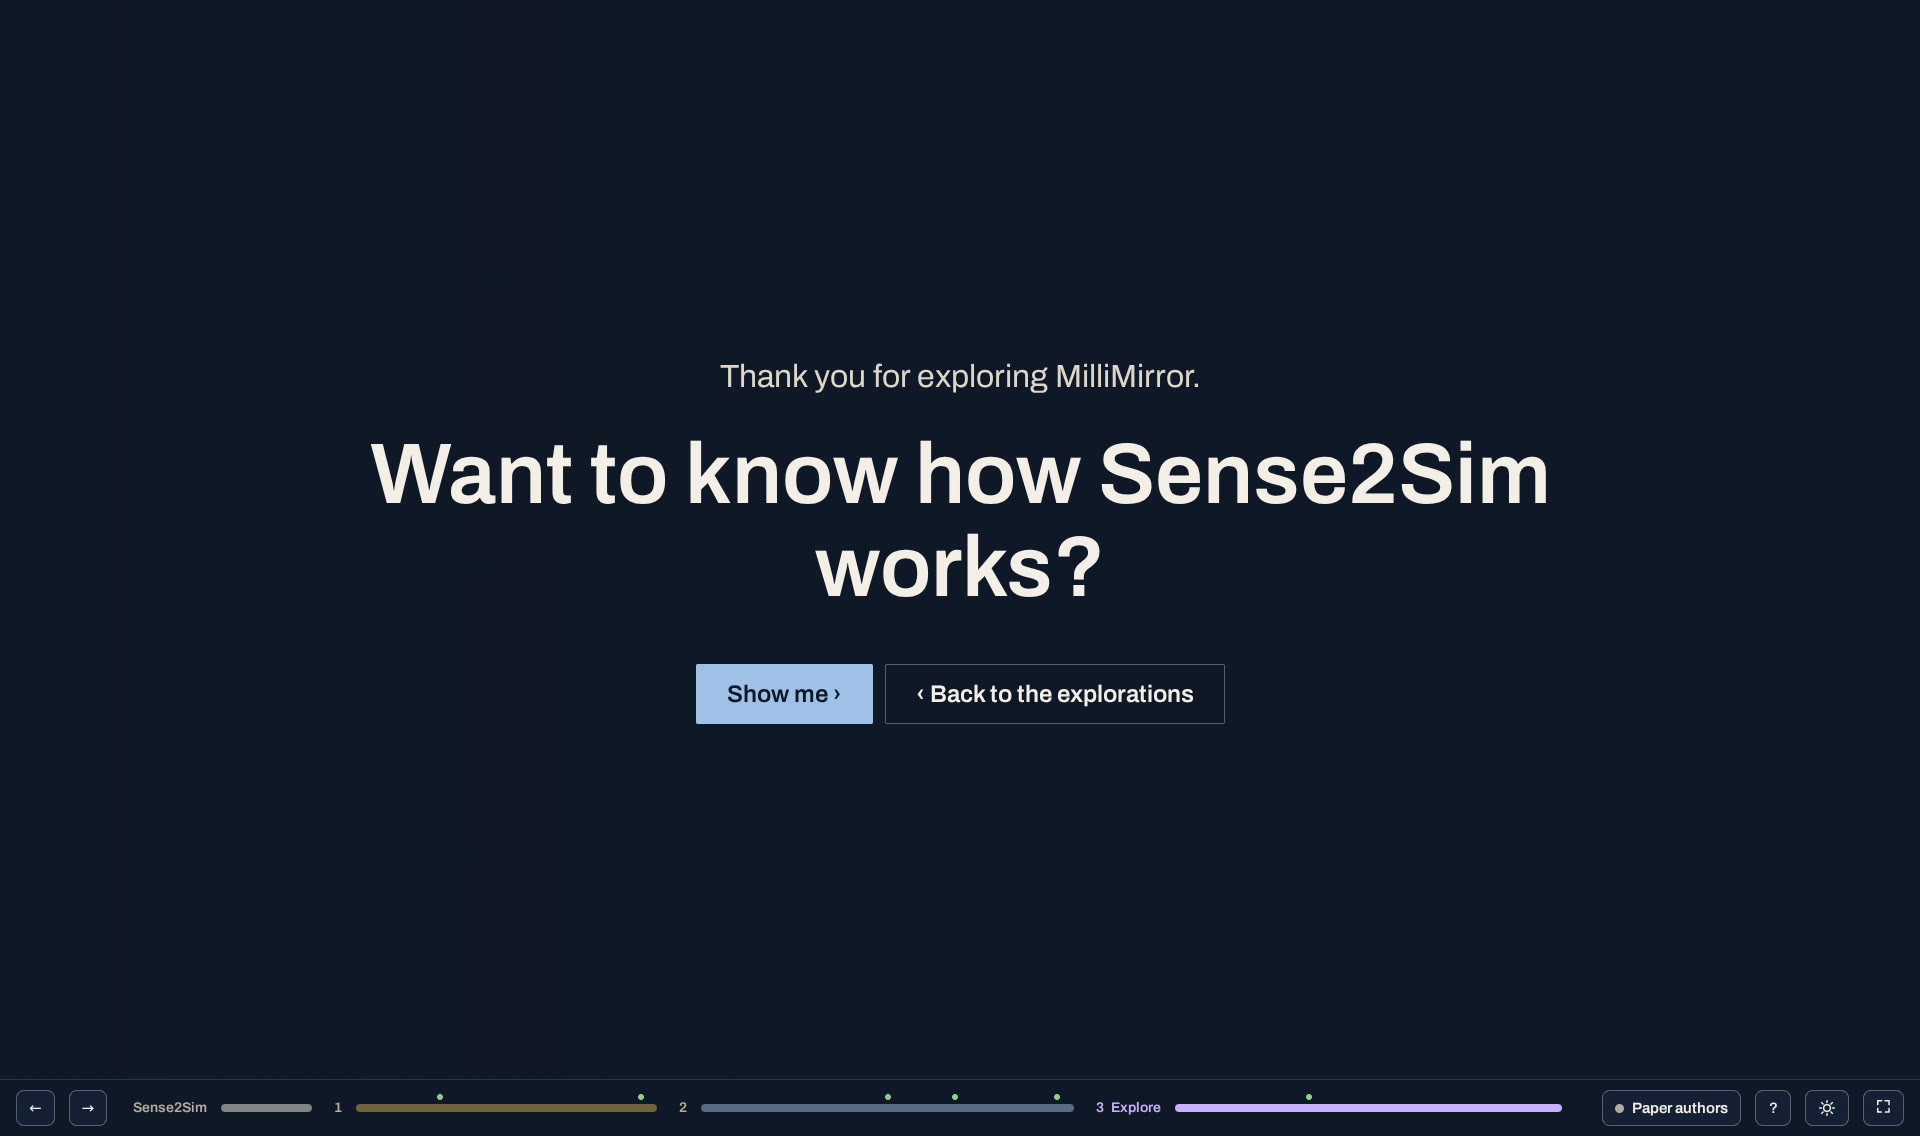 Thank you for exploring MilliMirror.
Want to know how Sense2Sim
works?
Show me ›
‹ Back to the explorations
← → Sense2Sim 1 2 3 Explore Paper authors ?